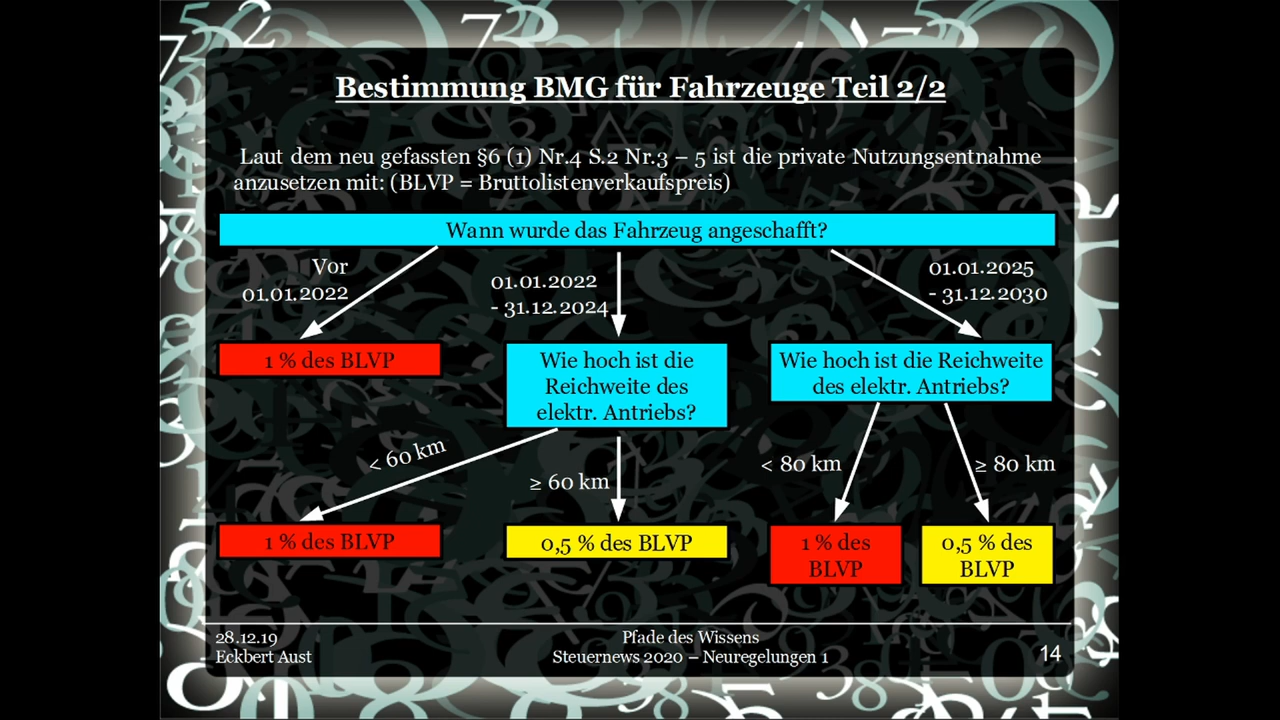 Bestimmung BMG für Fahrzeuge Teil 2/2
Laut dem neu gefassten §6 (1) Nr.4 S.2 Nr.3 – 5 ist die private Nutzungsentnahme
anzusetzen mit: (BLVP = Bruttolistenverkaufspreis)
Wann wurde das Fahrzeug angeschafft?
Vor
01.01.2022
01.01.2022
- 31.12.2024
01.01.2025
- 31.12.2030
1 % des BLVP
Wie hoch ist die
Reichweite des
elektr. Antriebs?
Wie hoch ist die Reichweite
des elektr. Antriebs?
< 60 km
≥ 60 km
< 80 km
≥ 80 km
1 % des BLVP
0,5 % des BLVP
1 % des
BLVP
0,5 % des
BLVP
28.12.19
Eckbert Aust
Pfade des Wissens
Steuernews 2020 – Neuregelungen 1
14